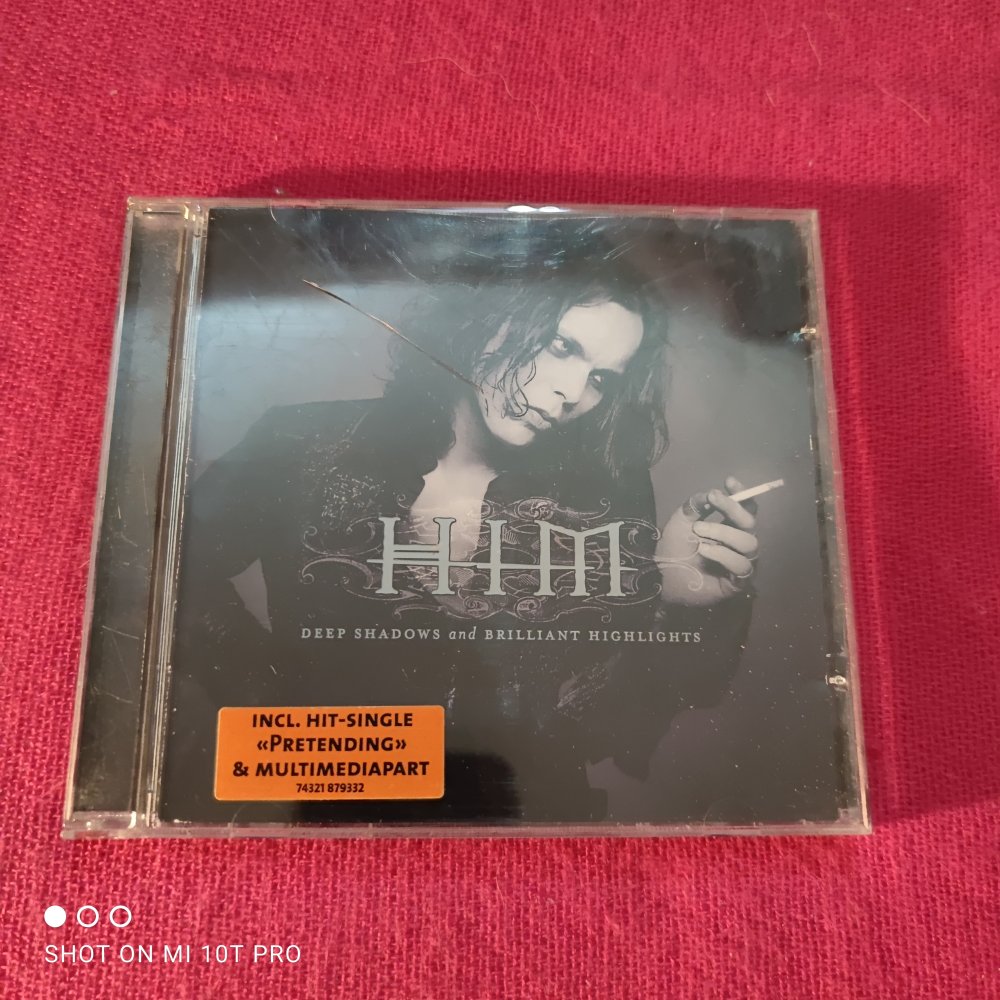 HIM
DEEP SHADOWS and BRILLIANT HIGHLIGHTS
INCL. HIT-SINGLE
«PRETENDING»
& MULTIMEDIAPART
74321 879332
SHOT ON MI 10T PRO